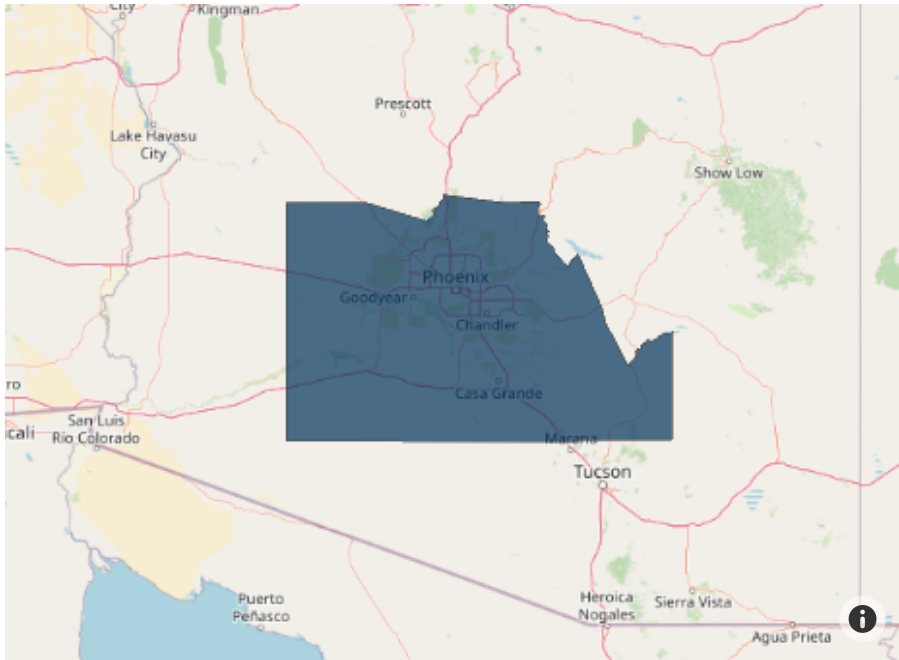 City
Kingman
Prescott
Lake Havasu
City
Show Low
Phoenix
Goodyear
Chandler
ro
Casa Grande
San Luis
Rio Colorado
cali
Marana
Tucson
Puerto
Peñasco
Heroica
Nogales
Sierra Vista
Agua Prieta
i